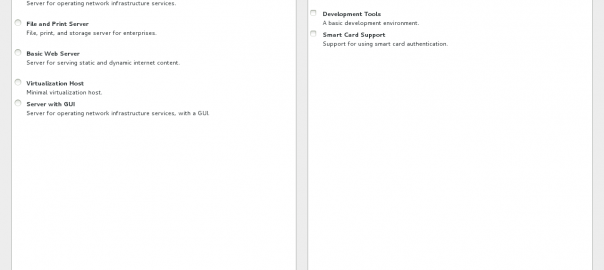 Server for operating network infrastructure services.
File and Print Server
File, print, and storage server for enterprises.
Basic Web Server
Server for serving static and dynamic internet content.
Virtualization Host
Minimal virtualization host.
Server with GUI
Server for operating network infrastructure services, with a GUI.
Development Tools
A basic development environment.
Smart Card Support
Support for using smart card authentication.